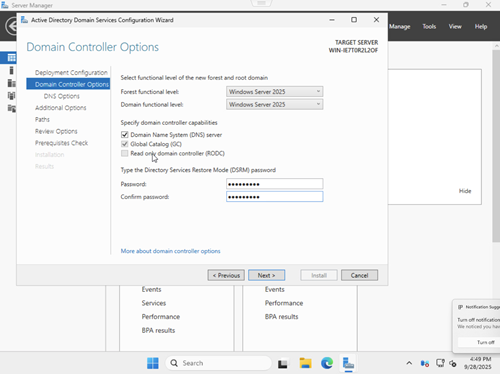 Server Manager
Active Directory Domain Services Configuration Wizard
Manage Tools View Help
Domain Controller Options
TARGET SERVER
Deployment Configuration
Domain Controller Options
DNS Options
Additional Options
Paths
Review Options
Prerequisites Check
Installation
Results
Select functional level of the new forest and root domain
Forest functional level: Windows Server 2025
Domain functional level: Windows Server 2025
Specify domain controller capabilities
Domain Name System (DNS) server
Global Catalog (GC)
Read only domain controller (RODC)
Type the Directory Services Restore Mode (DSRM) password
Password: •••••••••
Confirm password: •••••••••
More about domain controller options
< Previous Next > Install Cancel
Hide
Events
Services
Performance
BPA results
Events
Performance
BPA results
Notification Sugge
Turn off notification
We noticed you have
Turn off
Search
4:49 PM
9/28/2025